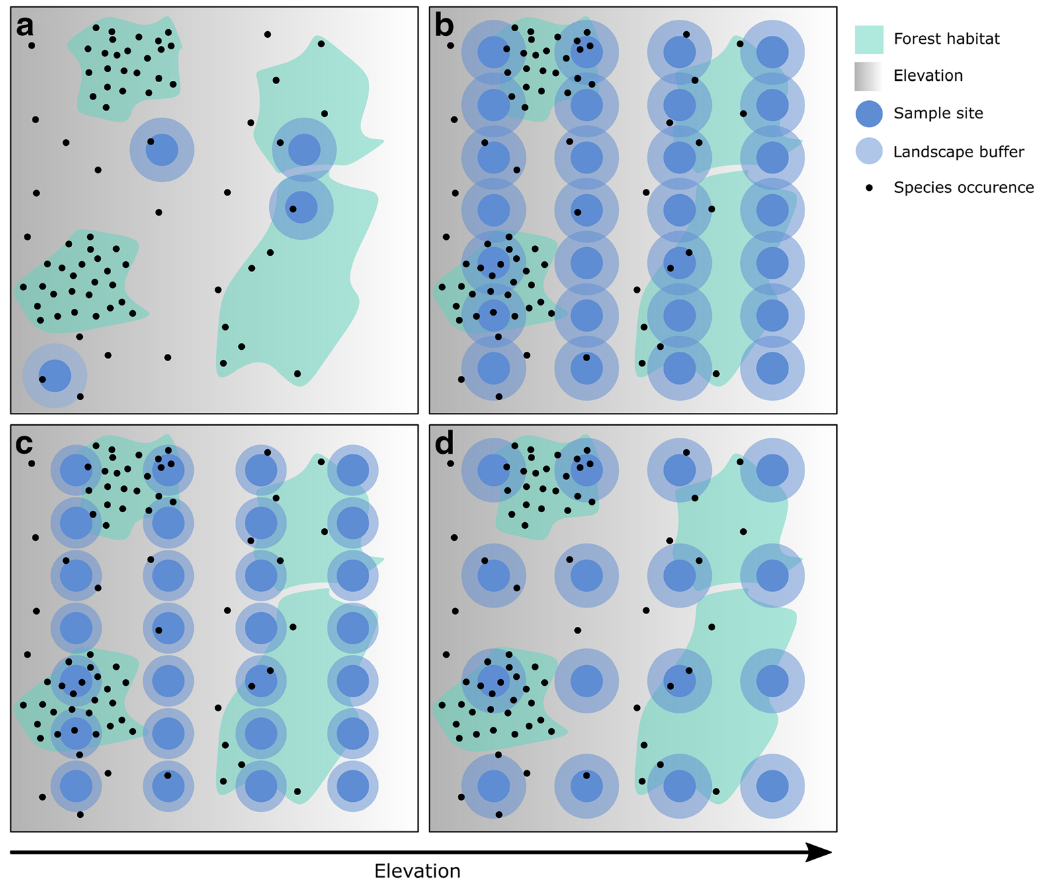 a
b
Forest habitat
Elevation
Sample site
Landscape buffer
Species occurence
c
d
Elevation